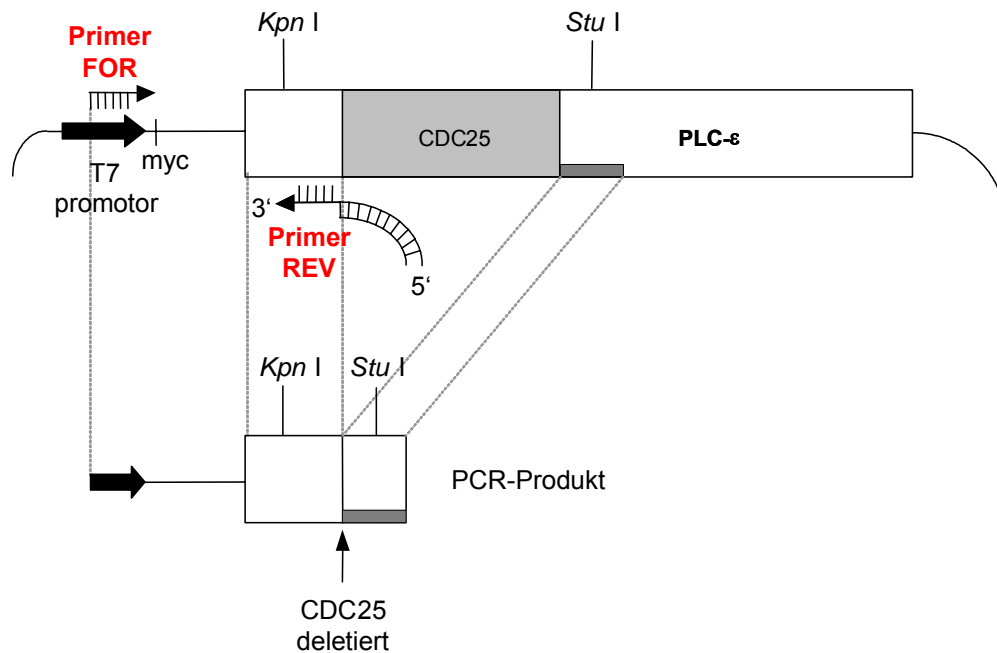 Kpn I
Stu I
Primer
FOR
CDC25
PLC-ε
myc
T7
promotor
3‘
Primer
REV
5‘
Kpn I
Stu I
PCR-Produkt
CDC25
deletiert